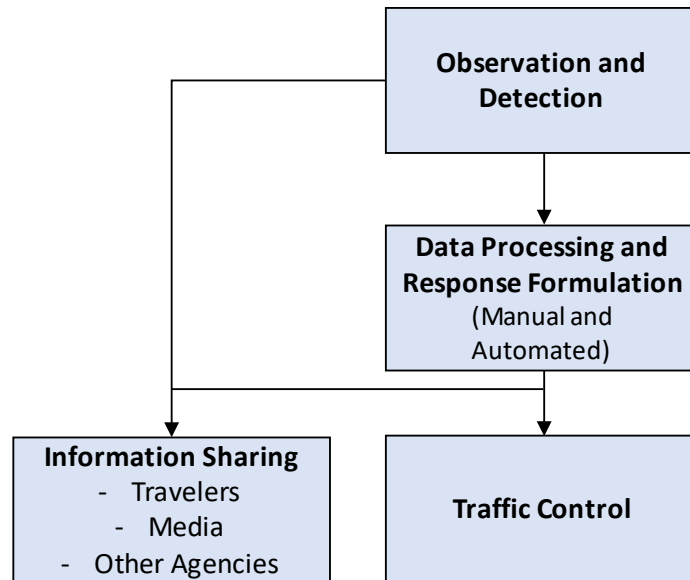 Observation and
Detection
Data Processing and
Response Formulation
(Manual and
Automated)
Information Sharing
- Travelers
- Media
- Other Agencies
Traffic Control